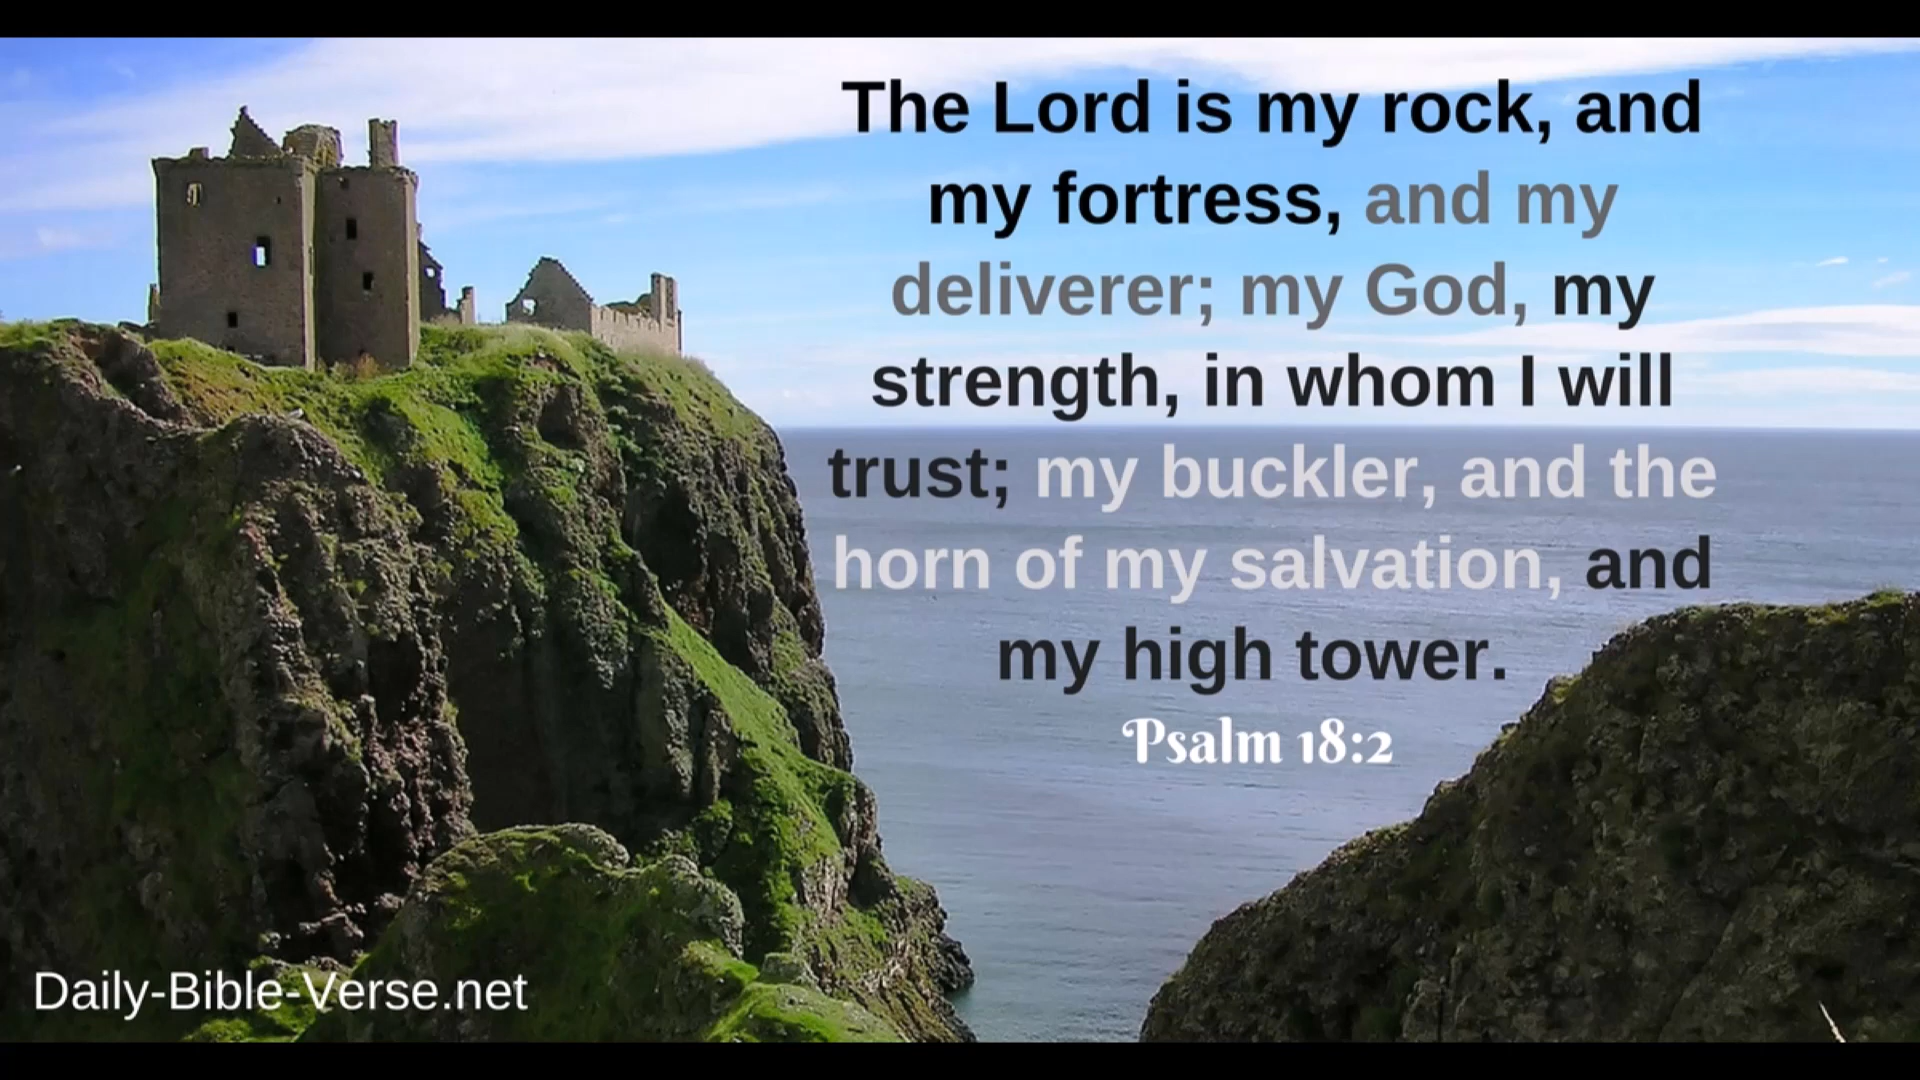 The Lord is my rock, and
my fortress, and my
deliverer; my God, my
strength, in whom I will
trust; my buckler, and the
horn of my salvation, and
my high tower.
Psalm 18:2
Daily-Bible-Verse.net